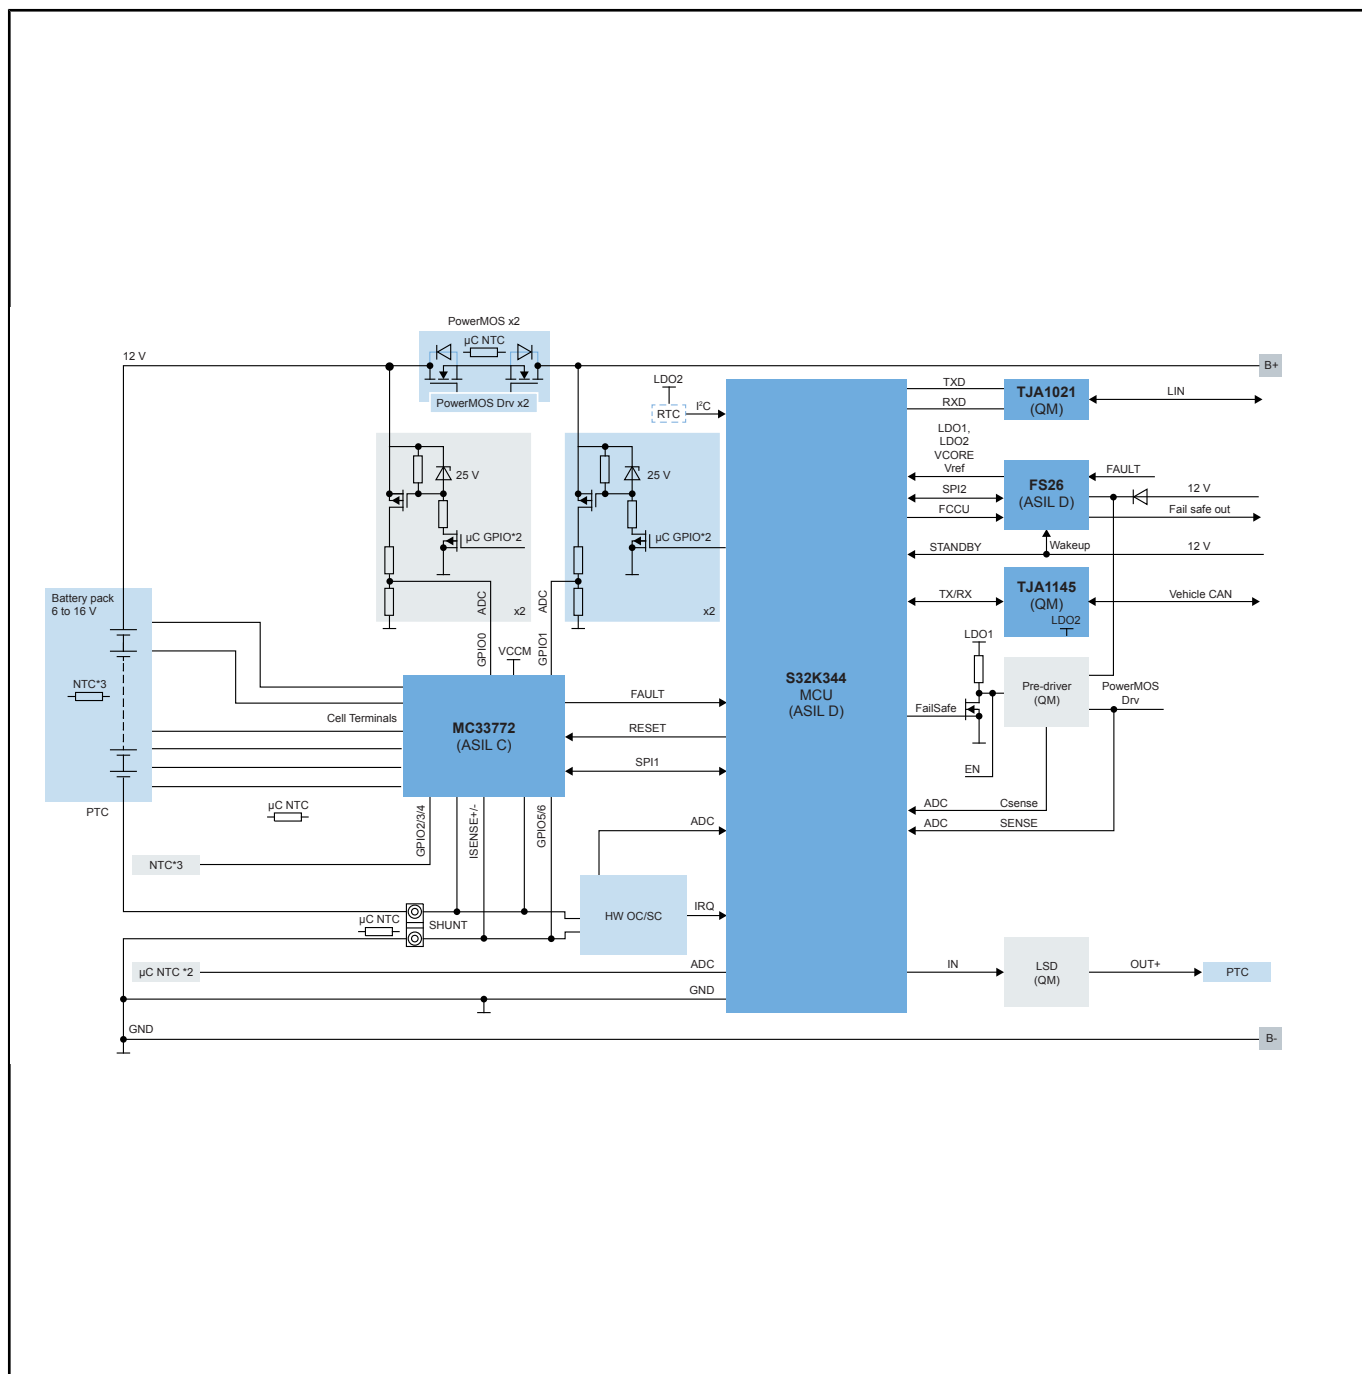 PowerMOS x2
µC NTC
12 V
PowerMOS Drv x2
B+
LDO2
RTC
I²C
TXD
RXD
TJA1021
(QM)
LIN
25 V
µC GPIO*2
x2
25 V
µC GPIO*2
x2
LDO1,
LDO2
VCORE
Vref
SPI2
FCCU
FS26
(ASIL D)
FAULT
12 V
Fail safe out
STANDBY
Wakeup
12 V
TX/RX
TJA1145
(QM)
LDO2
Vehicle CAN
Battery pack
6 to 16 V
NTC*3
PTC
Cell Terminals
ADC
GPIO0
VCCM
ADC
GPIO1
MC33772
(ASIL C)
FAULT
RESET
SPI1
S32K344
MCU
(ASIL D)
LDO1
FailSafe
EN
Pre-driver
(QM)
PowerMOS
Drv
ADC
Csense
ADC
SENSE
µC NTC
GPIO2/3/4
ISENSE+/-
GPIO5/6
NTC*3
ADC
HW OC/SC
IRQ
µC NTC
SHUNT
µC NTC *2
ADC
GND
IN
LSD
(QM)
OUT+
PTC
GND
B-